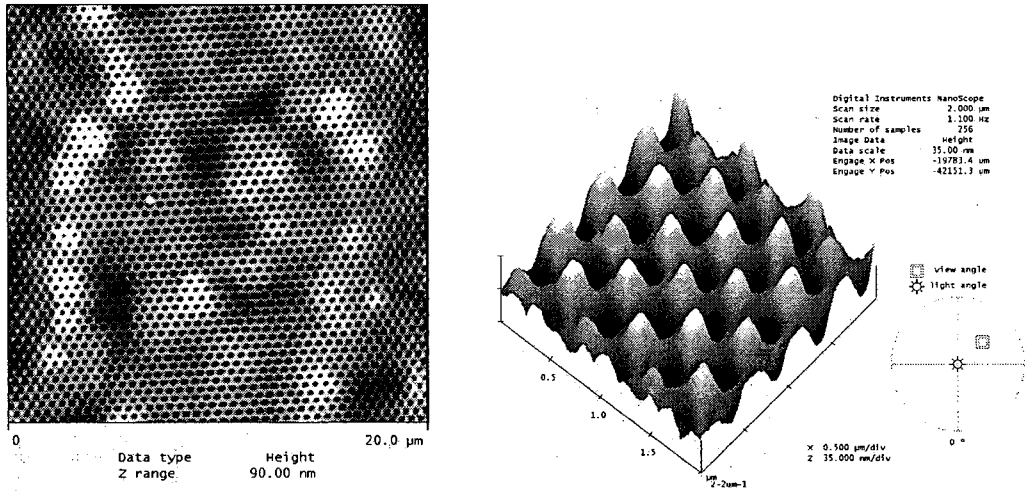 0 20.0 µm
Data type Height
Z range 90.00 nm
Digital Instruments NanoScope
Scan size 2.000 µm
Scan rate 1.100 Hz
Number of samples 256
Image Data Height
Data scale 35.00 nm
Engage X Pos -19783.4 um
Engage Y Pos -42151.3 um
view angle
light angle
0.5
1.0
1.5
µm
X 0.500 µm/div
Z 35.000 nm/div
0 °
2-2um-1